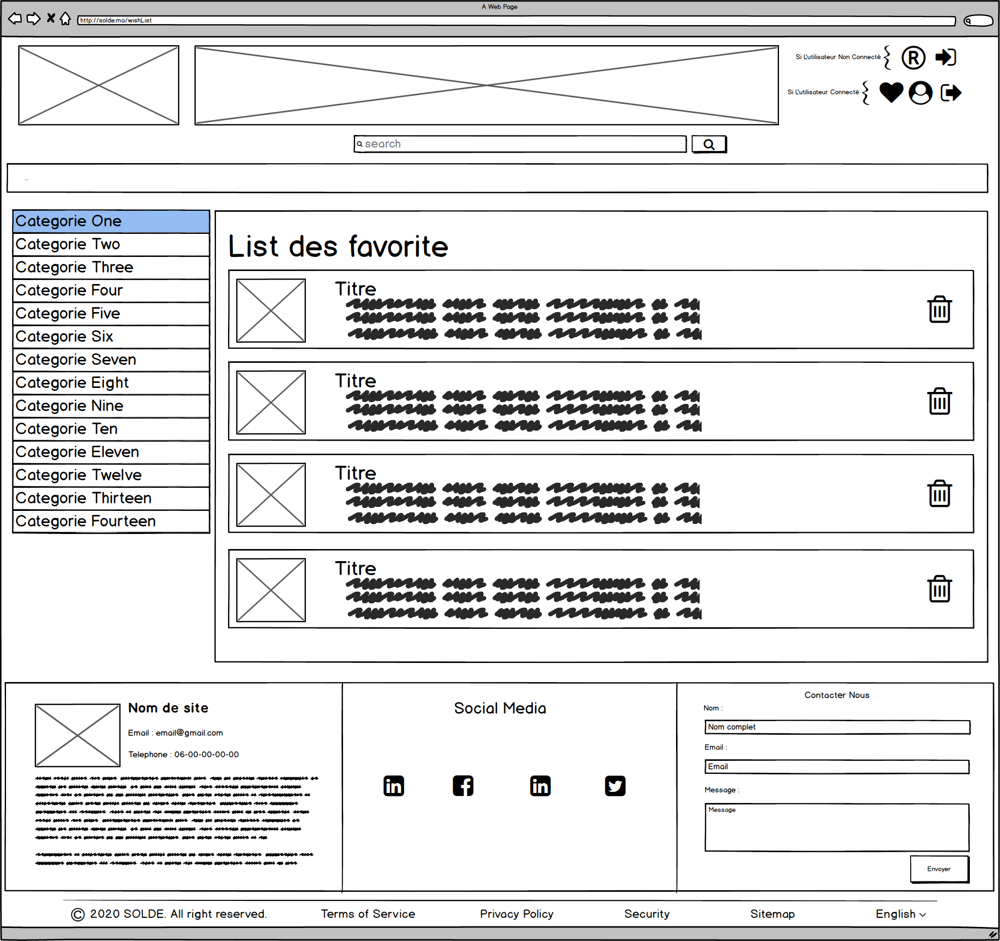 A Web Page
http://solde.ma/wishList
Si L'utilisateur Non Connecté
Si L'utilisateur Connecté
search
...
Categorie One
Categorie Two
Categorie Three
Categorie Four
Categorie Five
Categorie Six
Categorie Seven
Categorie Eight
Categorie Nine
Categorie Ten
Categorie Eleven
Categorie Twelve
Categorie Thirteen
Categorie Fourteen
List des favorite
Titre
Titre
Titre
Titre
Nom de site
Email : email@gmail.com
Telephone : 06-00-00-00-00
Social Media
Contacter Nous
Nom :
Nom complet
Email :
Email
Message :
Message
Envoyer
© 2020 SOLDE. All right reserved. Terms of Service Privacy Policy Security Sitemap English